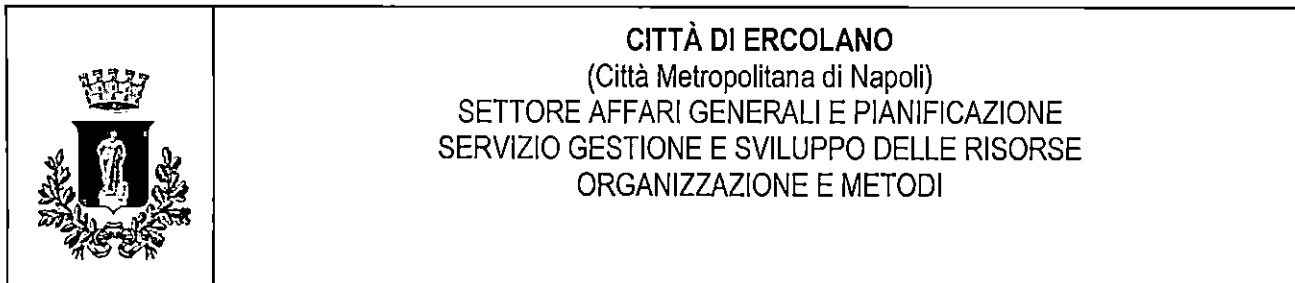 CITTÀ DI ERCOLANO
(Città Metropolitana di Napoli)
SETTORE AFFARI GENERALI E PIANIFICAZIONE
SERVIZIO GESTIONE E SVILUPPO DELLE RISORSE
ORGANIZZAZIONE E METODI